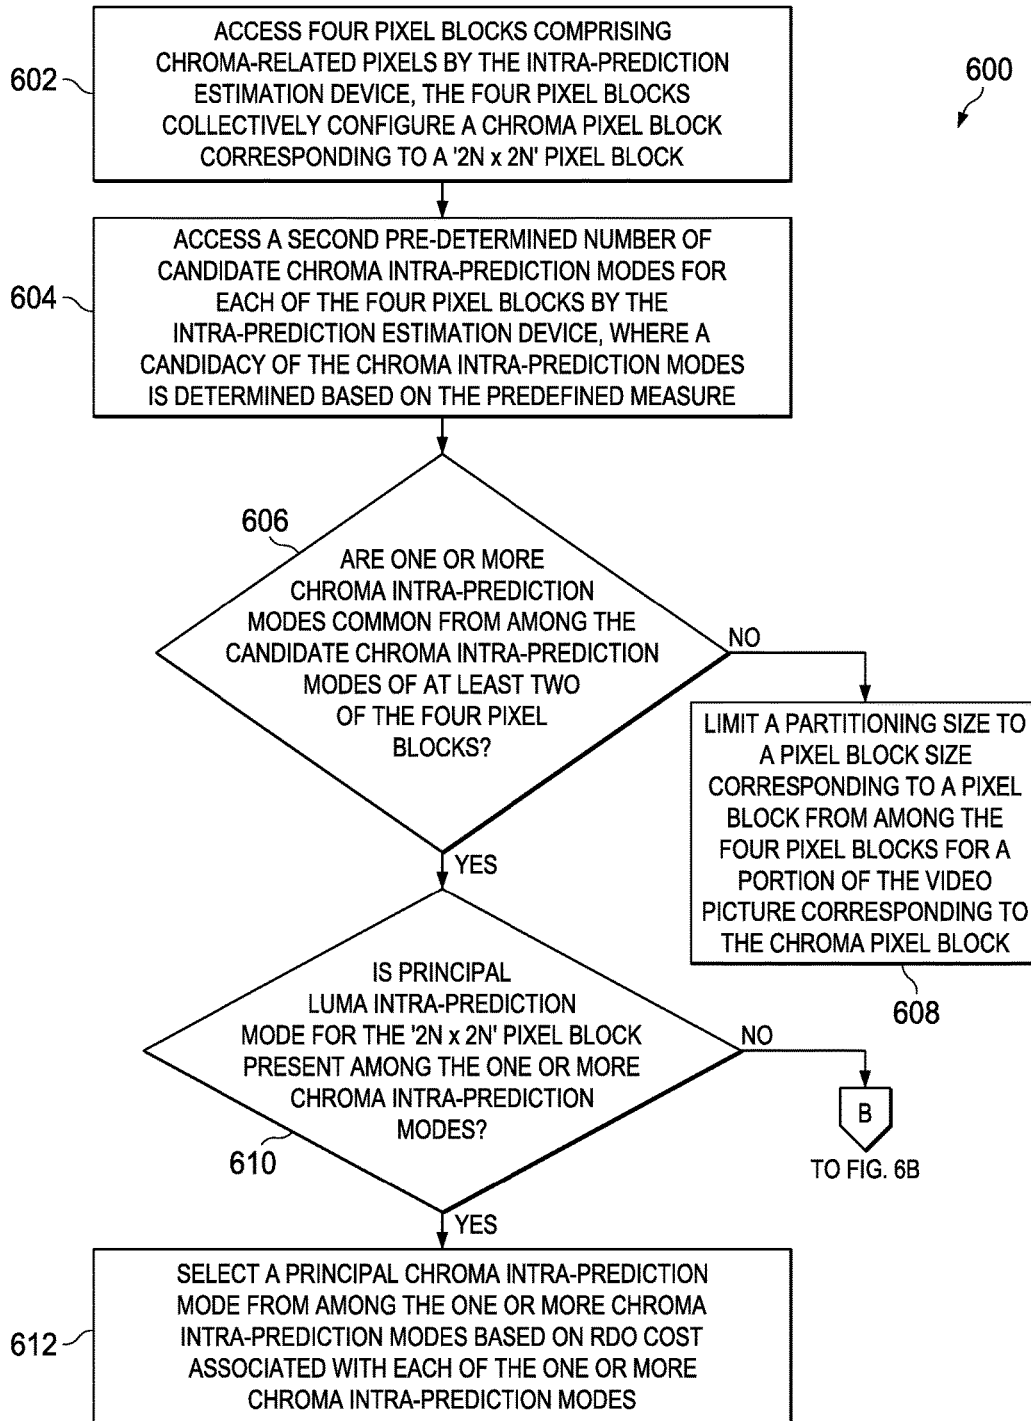 ACCESS FOUR PIXEL BLOCKS COMPRISING
CHROMA-RELATED PIXELS BY THE INTRA-PREDICTION
ESTIMATION DEVICE, THE FOUR PIXEL BLOCKS
COLLECTIVELY CONFIGURE A CHROMA PIXEL BLOCK
CORRESPONDING TO A '2N x 2N' PIXEL BLOCK
602
600
ACCESS A SECOND PRE-DETERMINED NUMBER OF
CANDIDATE CHROMA INTRA-PREDICTION MODES FOR
EACH OF THE FOUR PIXEL BLOCKS BY THE
INTRA-PREDICTION ESTIMATION DEVICE, WHERE A
CANDIDACY OF THE CHROMA INTRA-PREDICTION MODES
IS DETERMINED BASED ON THE PREDEFINED MEASURE
604
606
ARE ONE OR MORE
CHROMA INTRA-PREDICTION
MODES COMMON FROM AMONG THE
CANDIDATE CHROMA INTRA-PREDICTION
MODES OF AT LEAST TWO
OF THE FOUR PIXEL
BLOCKS?
NO
LIMIT A PARTITIONING SIZE TO
A PIXEL BLOCK SIZE
CORRESPONDING TO A PIXEL
BLOCK FROM AMONG THE
FOUR PIXEL BLOCKS FOR A
PORTION OF THE VIDEO
PICTURE CORRESPONDING TO
THE CHROMA PIXEL BLOCK
608
YES
IS PRINCIPAL
LUMA INTRA-PREDICTION
MODE FOR THE '2N x 2N' PIXEL BLOCK
PRESENT AMONG THE ONE OR MORE
CHROMA INTRA-PREDICTION
MODES?
610
NO
B
TO FIG. 6B
YES
SELECT A PRINCIPAL CHROMA INTRA-PREDICTION
MODE FROM AMONG THE ONE OR MORE CHROMA
INTRA-PREDICTION MODES BASED ON RDO COST
ASSOCIATED WITH EACH OF THE ONE OR MORE
CHROMA INTRA-PREDICTION MODES
612